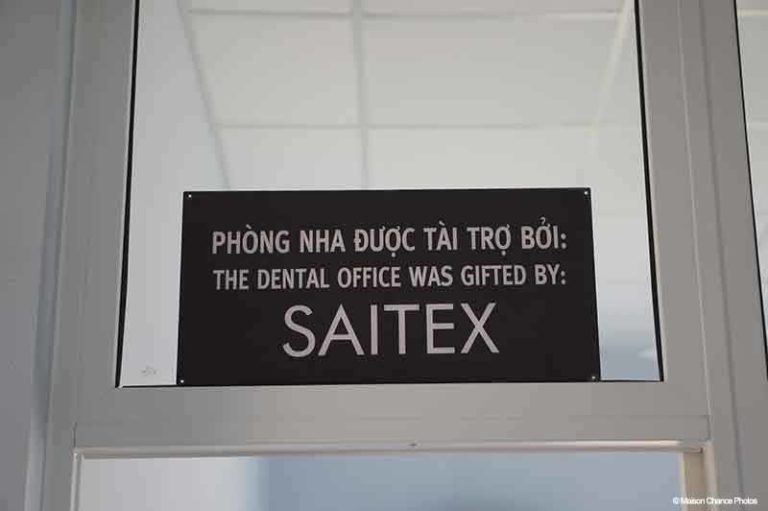 PHÒNG NHA ĐƯỢC TÀI TRỢ BỞI:
THE DENTAL OFFICE WAS GIFTED BY:
SAITEX
© Maison Chance Photos